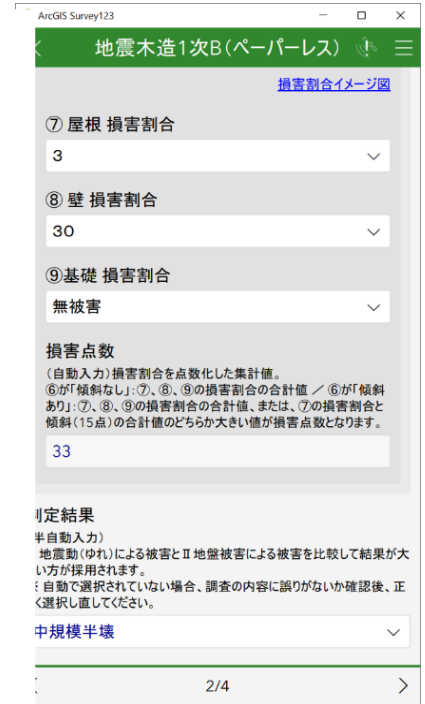 ArcGIS Survey123
地震木造1次B(ペーパーレス)
損害割合イメージ図
⑦ 屋根 損害割合
3
⑧ 壁 損害割合
30
⑨基礎 損害割合
無被害
損害点数
(自動入力)損害割合を点数化した集計値。
⑥が「傾斜なし」:⑦、⑧、⑨の損害割合の合計値 / ⑥が「傾斜
あり」:⑦、⑧、⑨の損害割合の合計値、または、⑦の損害割合と
傾斜(15点)の合計値のどちらか大きい値が損害点数となります。
33
判定結果
半自動入力)
地震動(ゆれ)による被害とⅡ地盤被害による被害を比較して結果が大
い方が採用されます。
自動で選択されていない場合、調査の内容に誤りがないか確認後、正
く選択し直してください。
中規模半壊
2/4